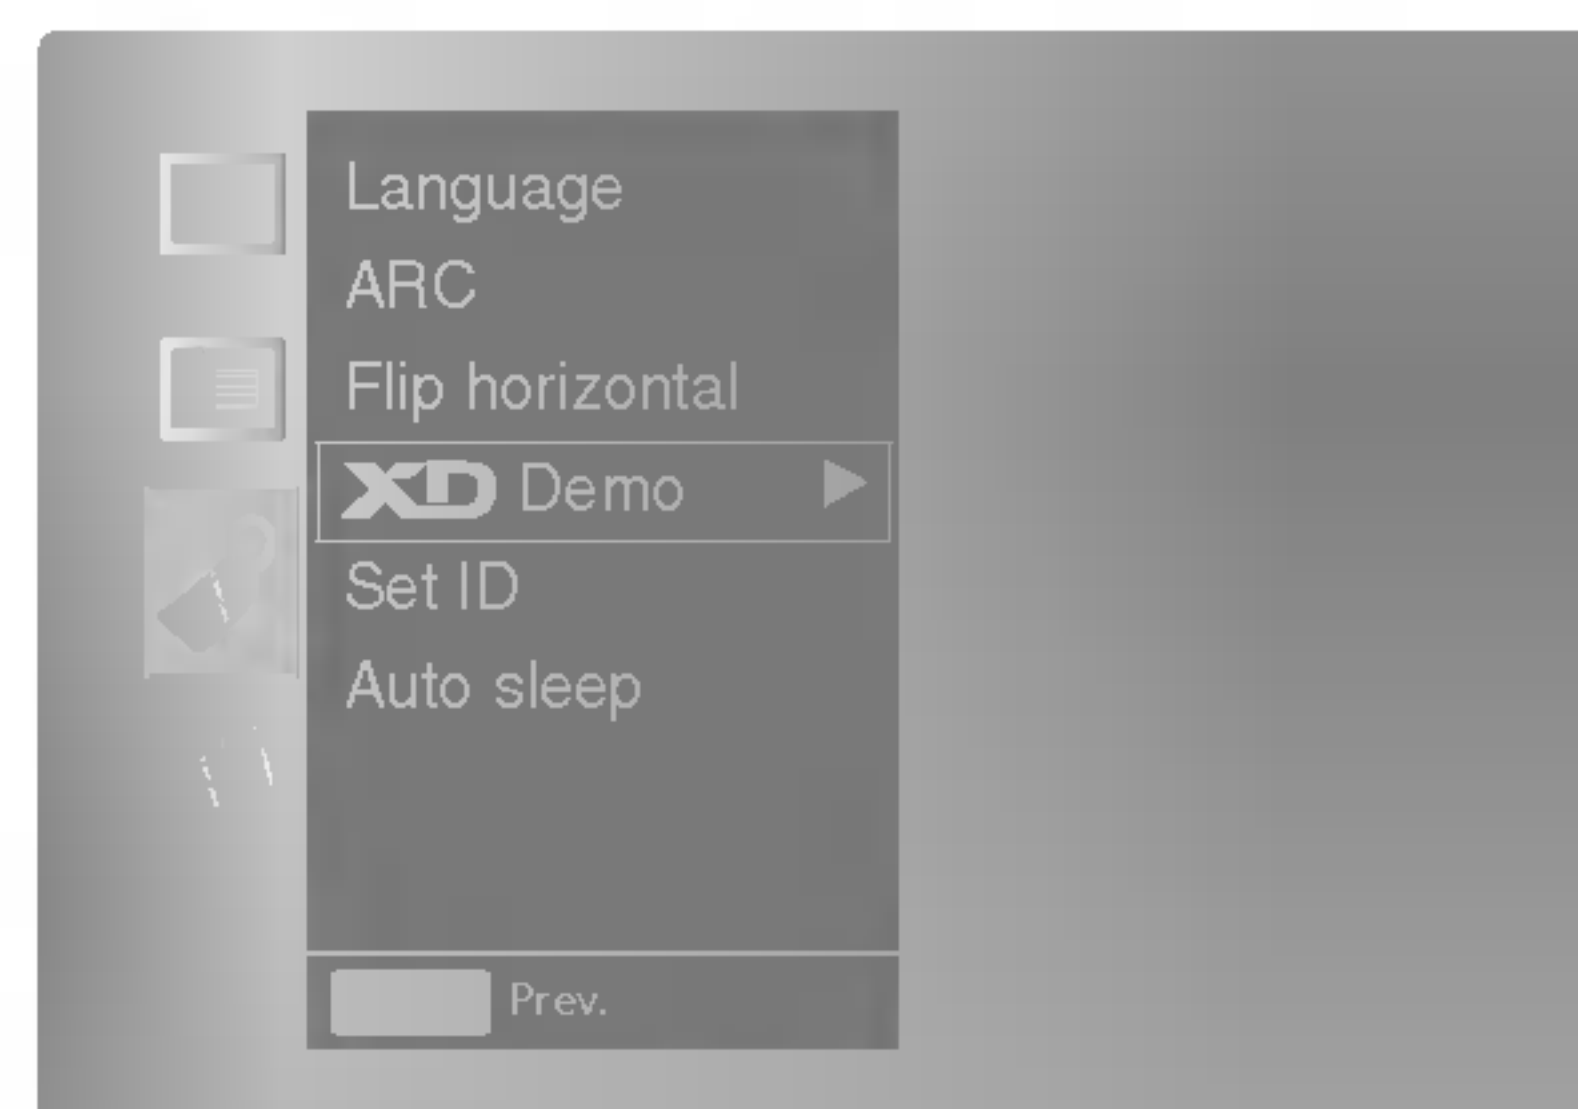 Language
ARC
Flip horizontal
XD Demo
Set ID
Auto sleep
Prev.